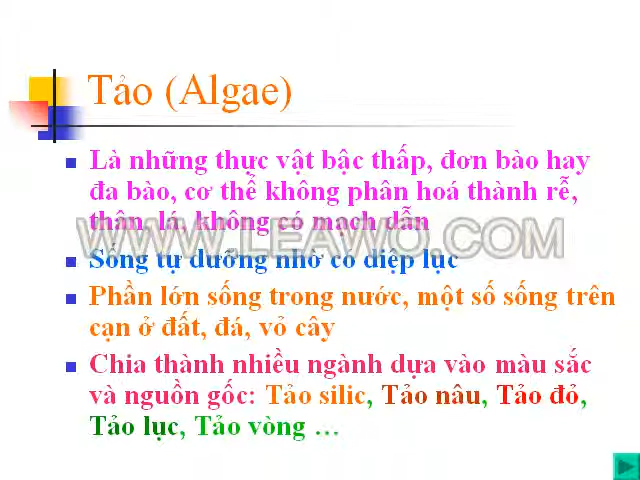 Tảo (Algae)
Là những thực vật bậc thấp, đơn bào hay
đa bào, cơ thể không phân hoá thành rễ,
thân, lá, không có mạch dẫn
WWW.LEAWO.COM
Sống tự dưỡng nhờ có diệp lục
Phần lớn sống trong nước, một số sống trên
cạn ở đất, đá, vỏ cây
Chia thành nhiều ngành dựa vào màu sắc
và nguồn gốc: Tảo silic, Tảo nâu, Tảo đỏ,
Tảo lục, Tảo vòng ...